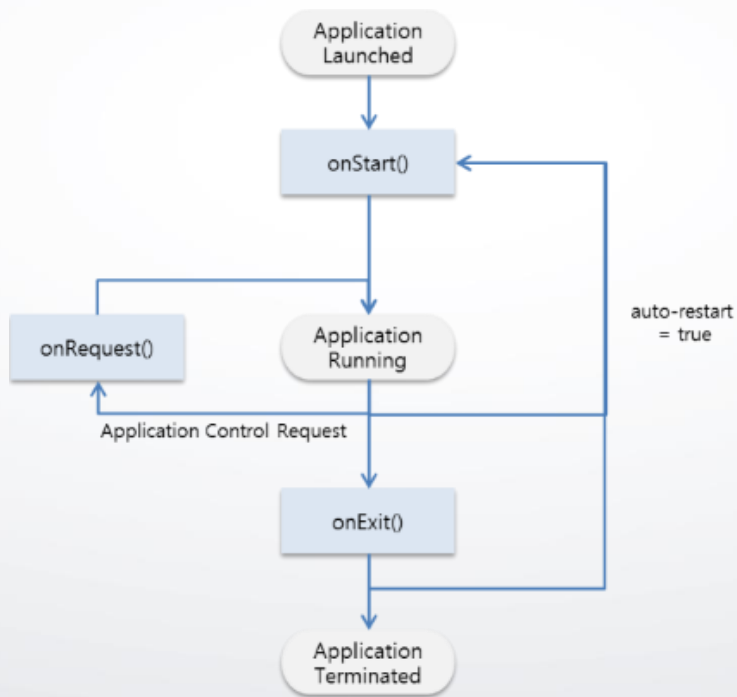 Application
Launched
onStart()
auto-restart
= true
onRequest()
Application
Running
Application Control Request
onExit()
Application
Terminated